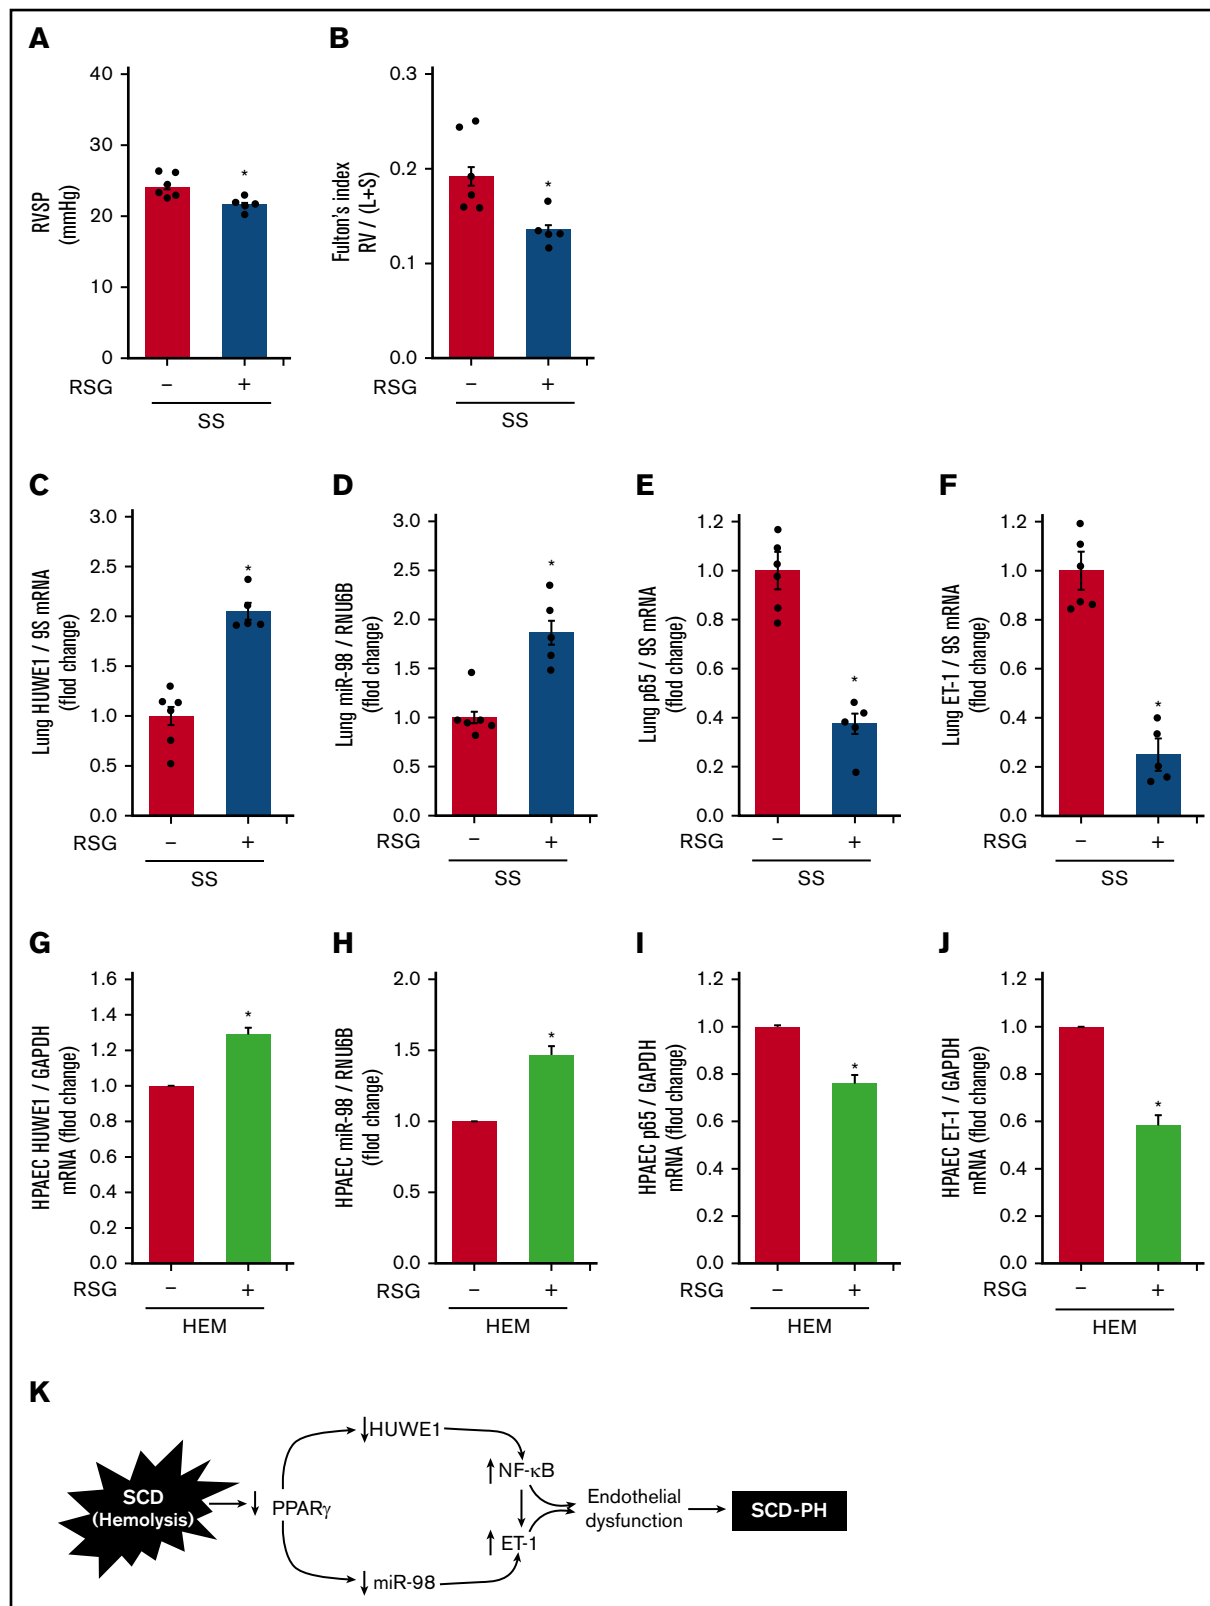 A
RVSP
(mmHg)
40
30
20
10
0
*
RSG − +
SS
B
Fulton's index
RV / (L+S)
0.3
0.2
0.1
0.0
*
RSG − +
SS
C
Lung HUWE1 / 9S mRNA
(flod change)
3.0
2.5
2.0
1.5
1.0
0.5
0.0
*
RSG − +
SS
D
Lung miR-98 / RNU6B
(flod change)
3.0
2.5
2.0
1.5
1.0
0.5
0.0
*
RSG − +
SS
E
Lung p65 / 9S mRNA
(flod change)
1.2
1.0
0.8
0.6
0.4
0.2
0.0
*
RSG − +
SS
F
Lung ET-1 / 9S mRNA
(flod change)
1.2
1.0
0.8
0.6
0.4
0.2
0.0
*
RSG − +
SS
G
HPAEC HUWE1 / GAPDH
mRNA (flod change)
1.6
1.4
1.2
1.0
0.8
0.6
0.4
0.2
0.0
*
RSG − +
HEM
H
HPAEC miR-98 / RNU6B
(flod change)
2.0
1.5
1.0
0.5
0.0
*
RSG − +
HEM
I
HPAEC p65 / GAPDH
mRNA (flod change)
1.2
1.0
0.8
0.6
0.4
0.2
0.0
*
RSG − +
HEM
J
HPAEC ET-1 / GAPDH
mRNA (flod change)
1.2
1.0
0.8
0.6
0.4
0.2
0.0
*
RSG − +
HEM
K
SCD
(Hemolysis)
↓ PPARγ
↓HUWE1
↑NF-κB
↑ET-1
↓miR-98
Endothelial
dysfunction
SCD-PH